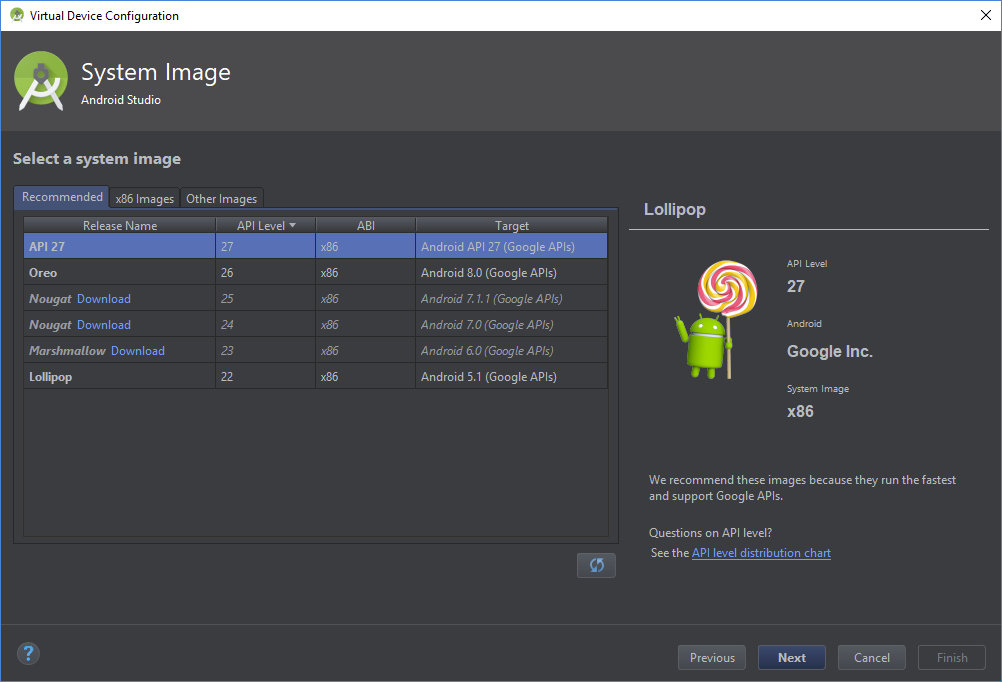 Virtual Device Configuration
System Image
Android Studio
Select a system image
Recommended x86 Images Other Images
Release Name API Level ABI Target
API 27 27 x86 Android API 27 (Google APIs)
Oreo 26 x86 Android 8.0 (Google APIs)
Nougat Download 25 x86 Android 7.1.1 (Google APIs)
Nougat Download 24 x86 Android 7.0 (Google APIs)
Marshmallow Download 23 x86 Android 6.0 (Google APIs)
Lollipop 22 x86 Android 5.1 (Google APIs)
Lollipop
API Level
27
Android
Google Inc.
System Image
x86
We recommend these images because they run the fastest
and support Google APIs.
Questions on API level?
See the API level distribution chart
?
Previous Next Cancel Finish